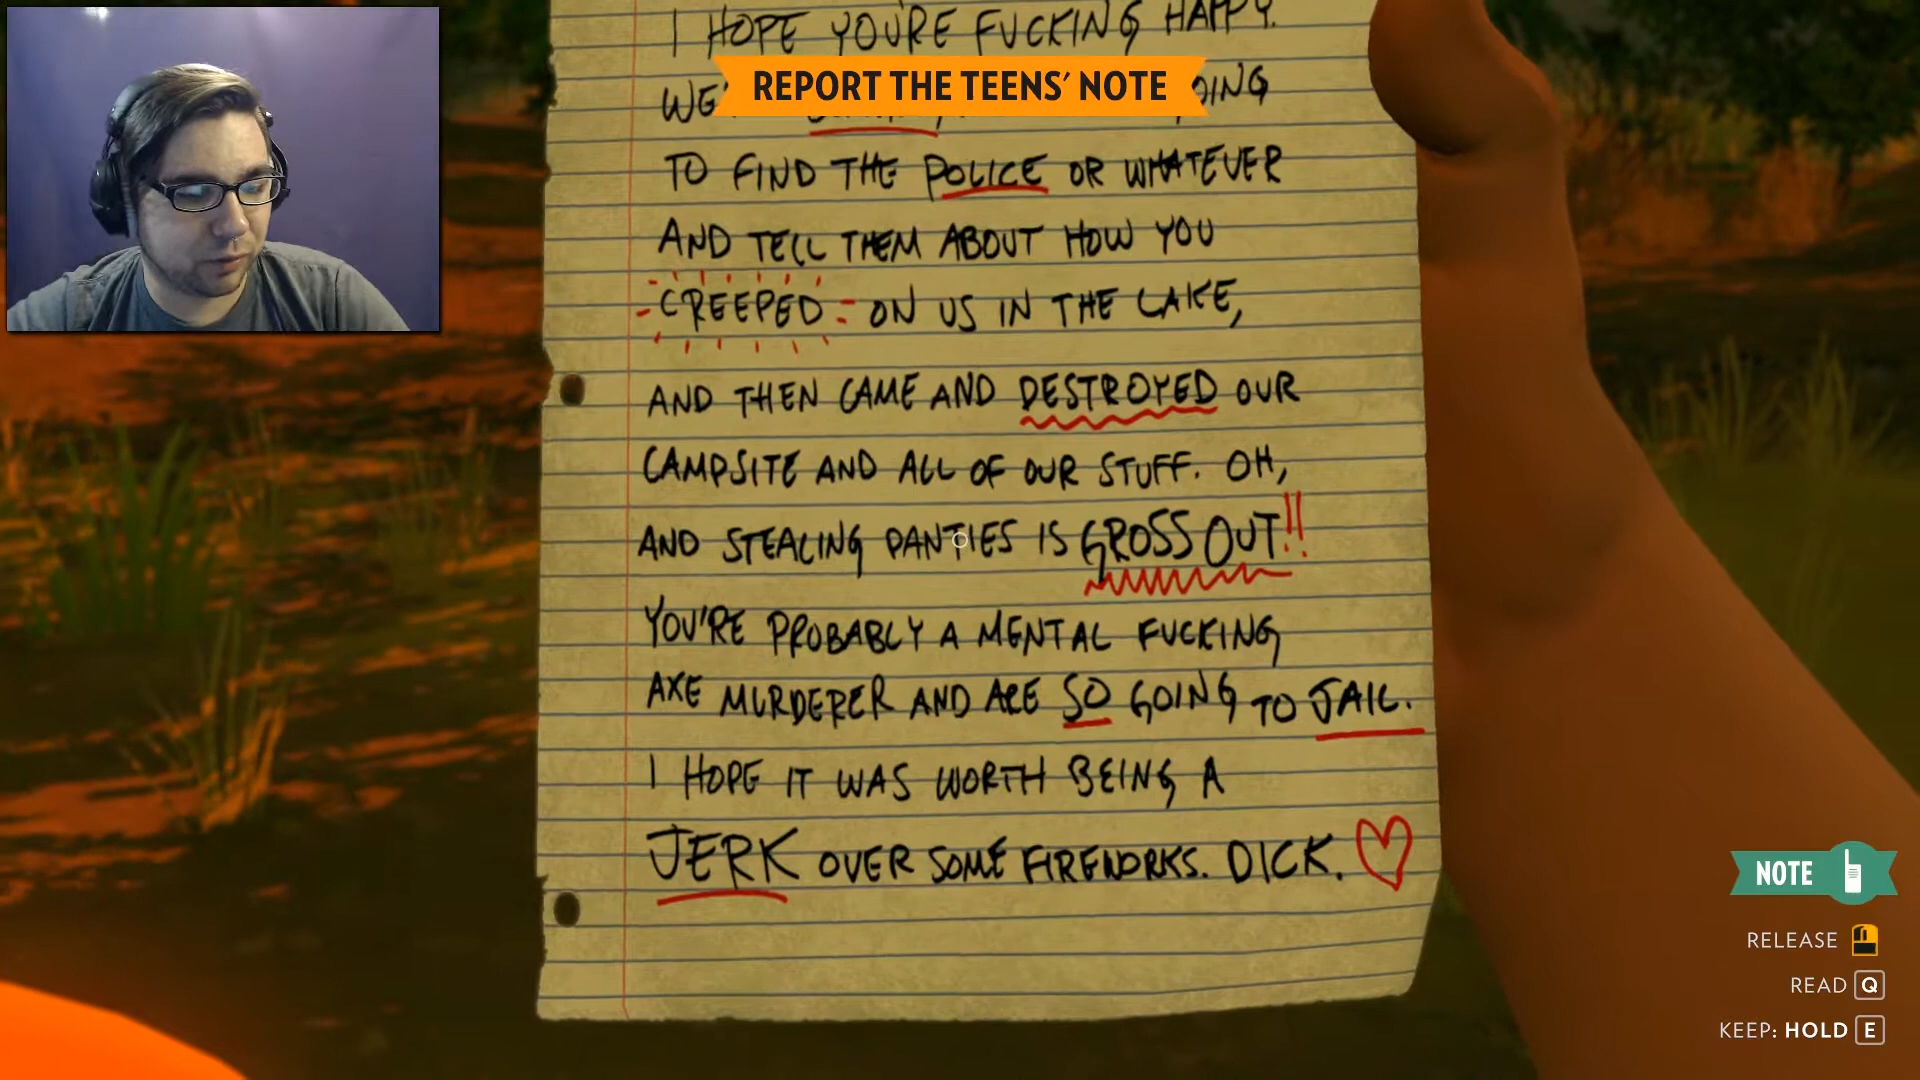 I HOPE YOU'RE FUCKING HAPPY.
REPORT THE TEENS' NOTE
TO FIND THE POLICE OR WHATEVER
AND TELL THEM ABOUT HOW YOU
CREEPED ON US IN THE LAKE,
AND THEN CAME AND DESTROYED OUR
CAMPSITE AND ALL OF OUR STUFF. OH,
AND STEALING PANTIES IS GROSS OUT!!
YOU'RE PROBABLY A MENTAL FUCKING
AXE MURDERER AND ARE SO GOING TO JAIL.
I HOPE IT WAS WORTH BEING A
JERK OVER SOME FIREWORKS. DICK.
NOTE
RELEASE
READ Q
KEEP: HOLD E